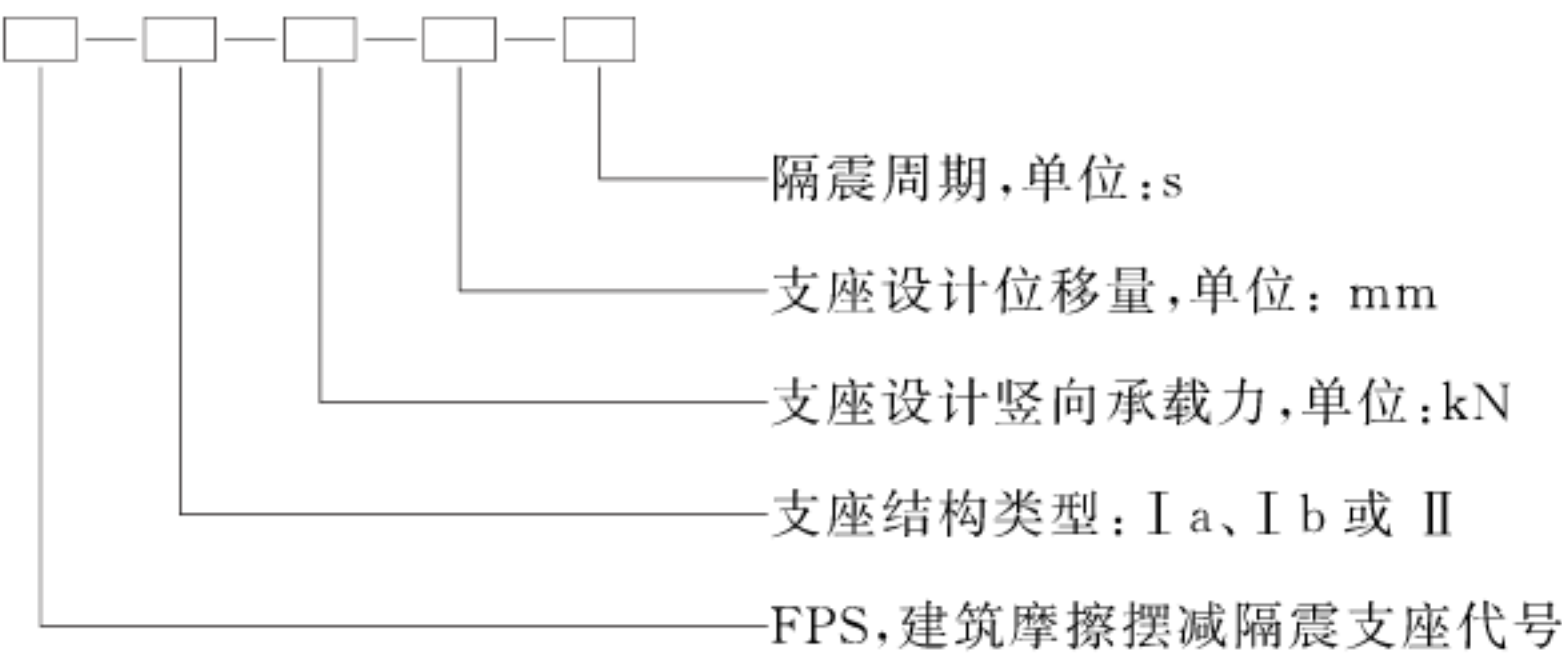 隔震周期,单位:s
支座设计位移量,单位: mm
支座设计竖向承载力,单位:kN
支座结构类型:Ⅰa、Ⅰb或 Ⅱ
FPS,建筑摩擦摆减隔震支座代号